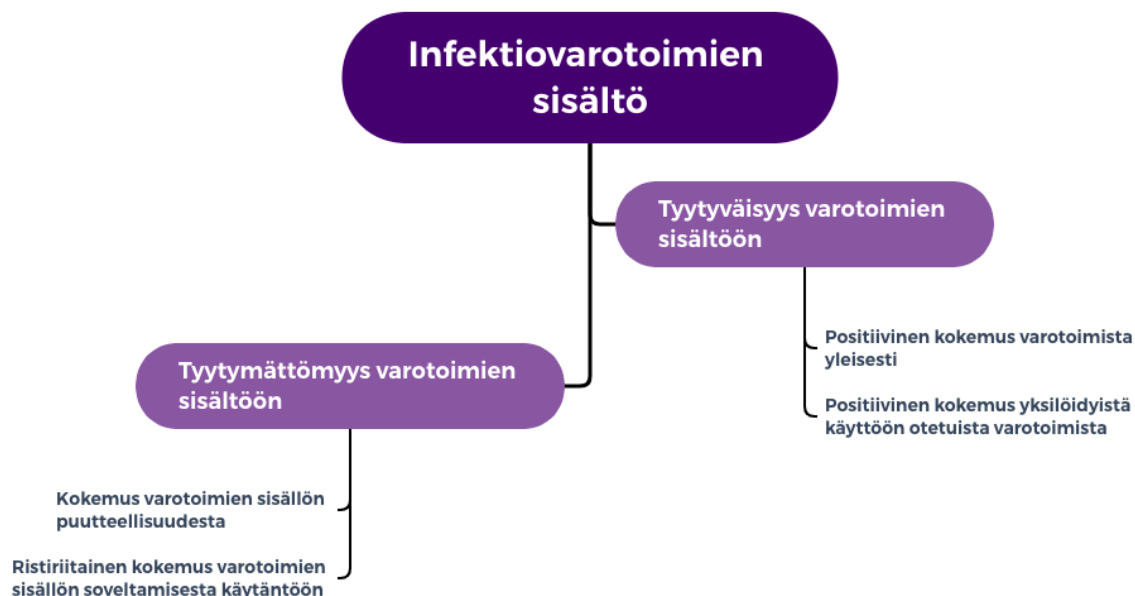 Infektiovarotoimien
sisältö
Tyytyväisyys varotoimien
sisältöön
Positiivinen kokemus varotoimista
yleisesti
Positiivinen kokemus yksilöidyistä
käyttöön otetuista varotoimista
Tyytymättömyys varotoimien
sisältöön
Kokemus varotoimien sisällön
puutteellisuudesta
Ristiriitainen kokemus varotoimien
sisällön soveltamisesta käytäntöön